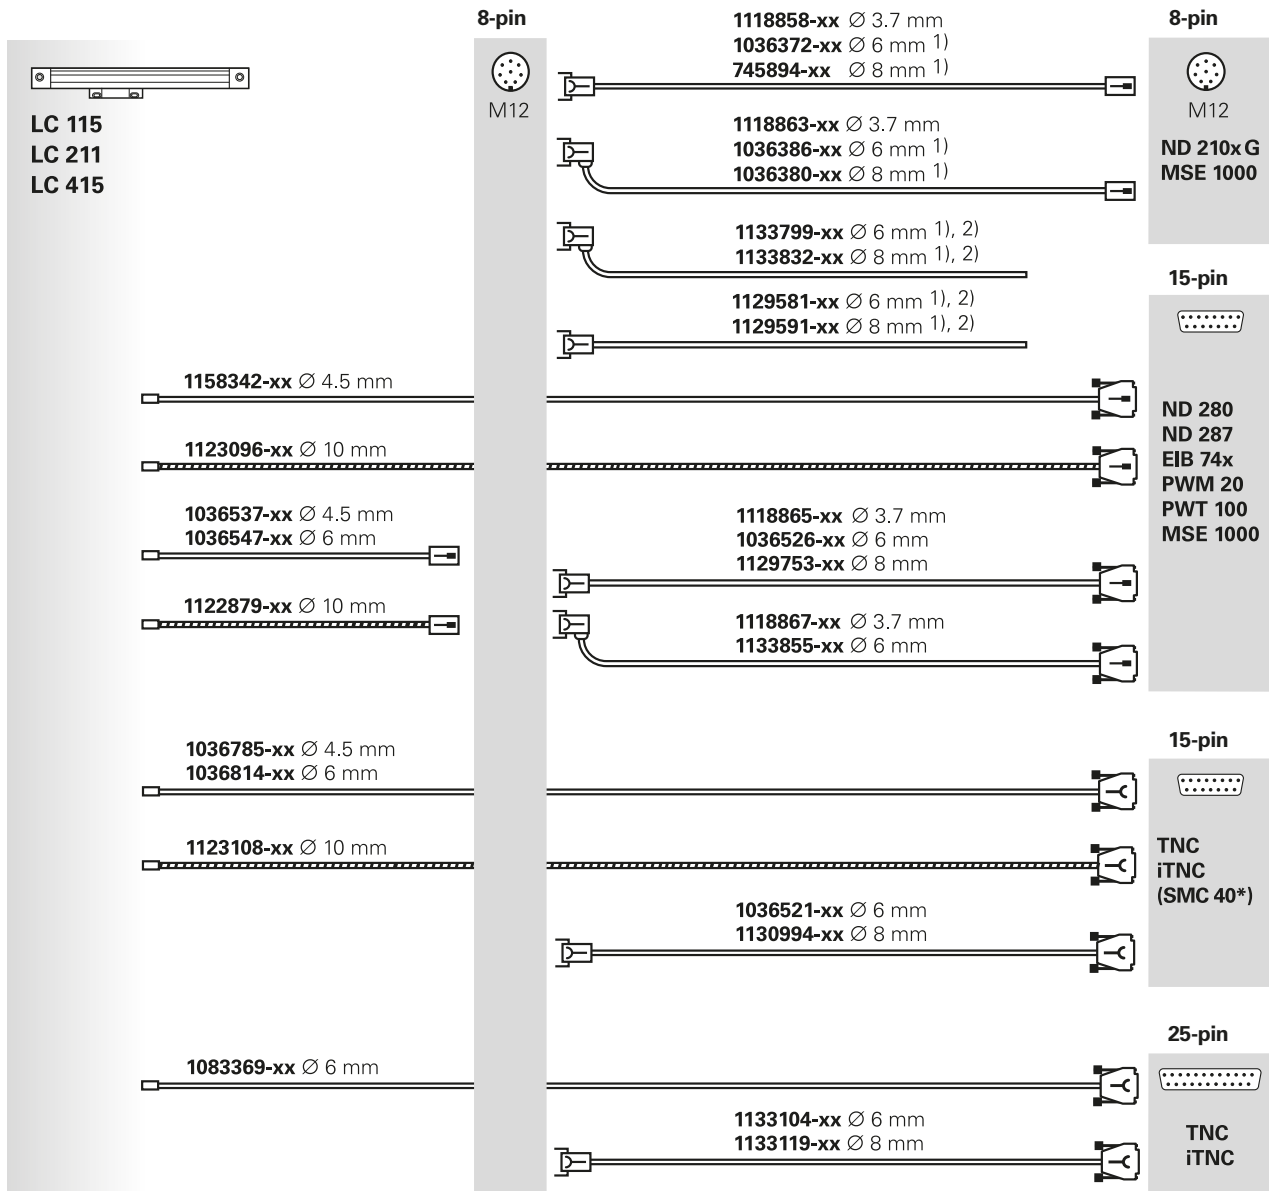 8-pin
1118858-xx Ø 3.7 mm
8-pin
1036372-xx Ø 6 mm 1)
745894-xx Ø 8 mm 1)
M12
M12
LC 115
LC 211
LC 415
1118863-xx Ø 3.7 mm
1036386-xx Ø 6 mm 1)
1036380-xx Ø 8 mm 1)
ND 210x G
MSE 1000
1133799-xx Ø 6 mm 1), 2)
1133832-xx Ø 8 mm 1), 2)
15-pin
1129581-xx Ø 6 mm 1), 2)
1129591-xx Ø 8 mm 1), 2)
1158342-xx Ø 4.5 mm
1123096-xx Ø 10 mm
ND 280
ND 287
EIB 74x
PWM 20
PWT 100
MSE 1000
1036537-xx Ø 4.5 mm
1036547-xx Ø 6 mm
1118865-xx Ø 3.7 mm
1036526-xx Ø 6 mm
1129753-xx Ø 8 mm
1122879-xx Ø 10 mm
1118867-xx Ø 3.7 mm
1133855-xx Ø 6 mm
15-pin
1036785-xx Ø 4.5 mm
1036814-xx Ø 6 mm
1123108-xx Ø 10 mm
TNC
iTNC
(SMC 40*)
1036521-xx Ø 6 mm
1130994-xx Ø 8 mm
25-pin
1083369-xx Ø 6 mm
1133104-xx Ø 6 mm
1133119-xx Ø 8 mm
TNC
iTNC